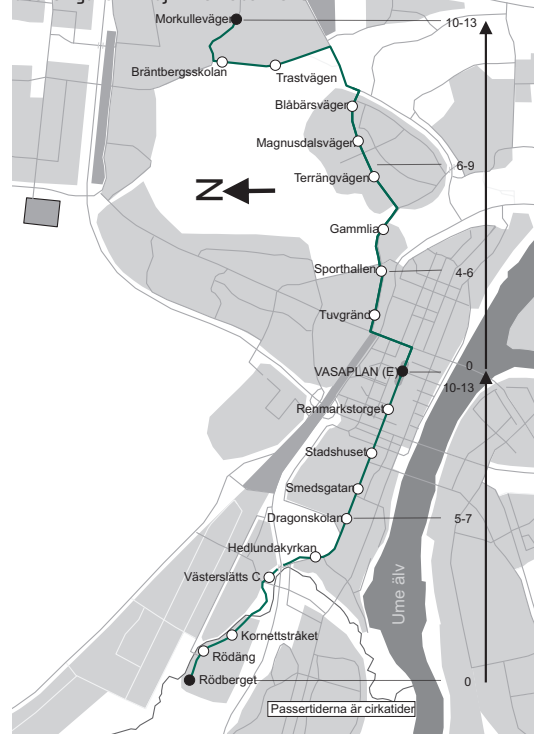 Morkullevägen
10-13
Bräntbergsskolan
Trastvägen
Blåbärsvägen
Magnusdalsvägen
6-9
Terrängvägen
N
Gammlia
Sporthallen
4-6
Tuvgränd
0
VASAPLAN (E)
10-13
Renmarkstorget
Stadshuset
Smedsgatan
Dragonskolan
5-7
Hedlundakyrkan
Västerslätts C
Ume älv
Kornettstråket
Rödäng
Rödberget
0
Passertiderna är cirkatider